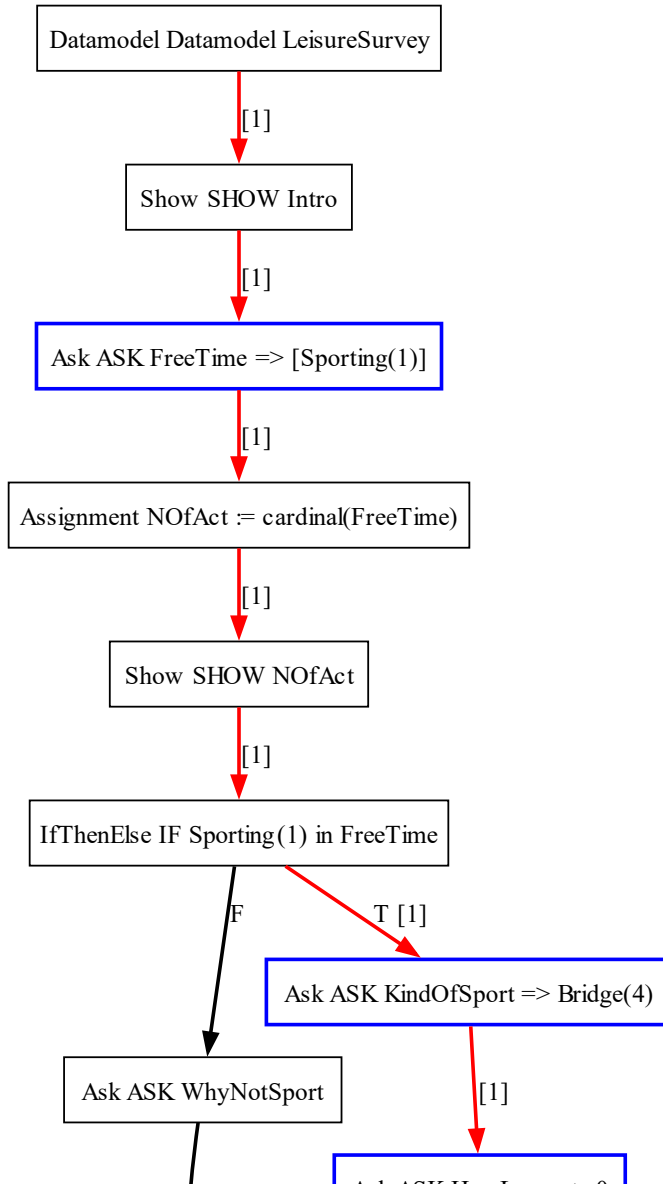 Datamodel Datamodel LeisureSurvey
[1]
Show SHOW Intro
[1]
Ask ASK FreeTime => [Sporting(1)]
[1]
Assignment NOfAct := cardinal(FreeTime)
[1]
Show SHOW NOfAct
[1]
IfThenElse IF Sporting(1) in FreeTime
F
T [1]
Ask ASK KindOfSport => Bridge(4)
[1]
Ask ASK WhyNotSport
Ask ASK